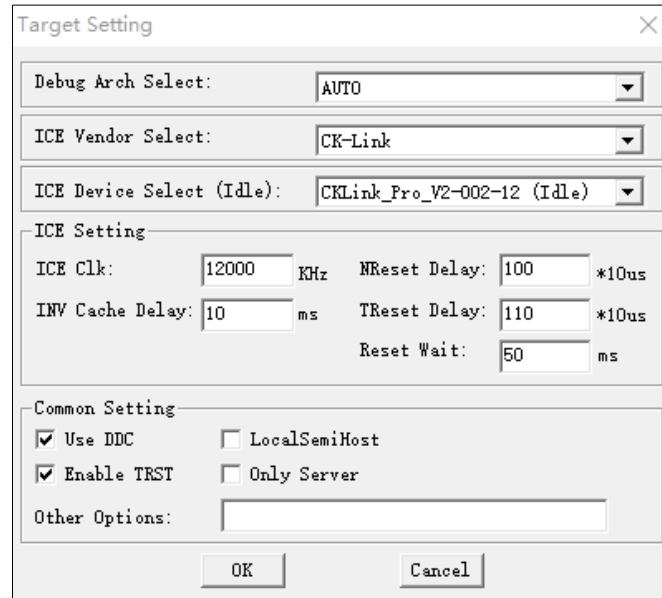 Target Setting
Debug Arch Select: AUTO
ICE Vendor Select: CK-Link
ICE Device Select (Idle): CKLink_Pro_V2-002-12 (Idle)
ICE Setting
ICE Clk: 12000 KHz NReset Delay: 100 *10us
INV Cache Delay: 10 ms TReset Delay: 110 *10us
Reset Wait: 50 ms
Common Setting
Use DDC LocalSemiHost
Enable TRST Only Server
Other Options:
OK Cancel